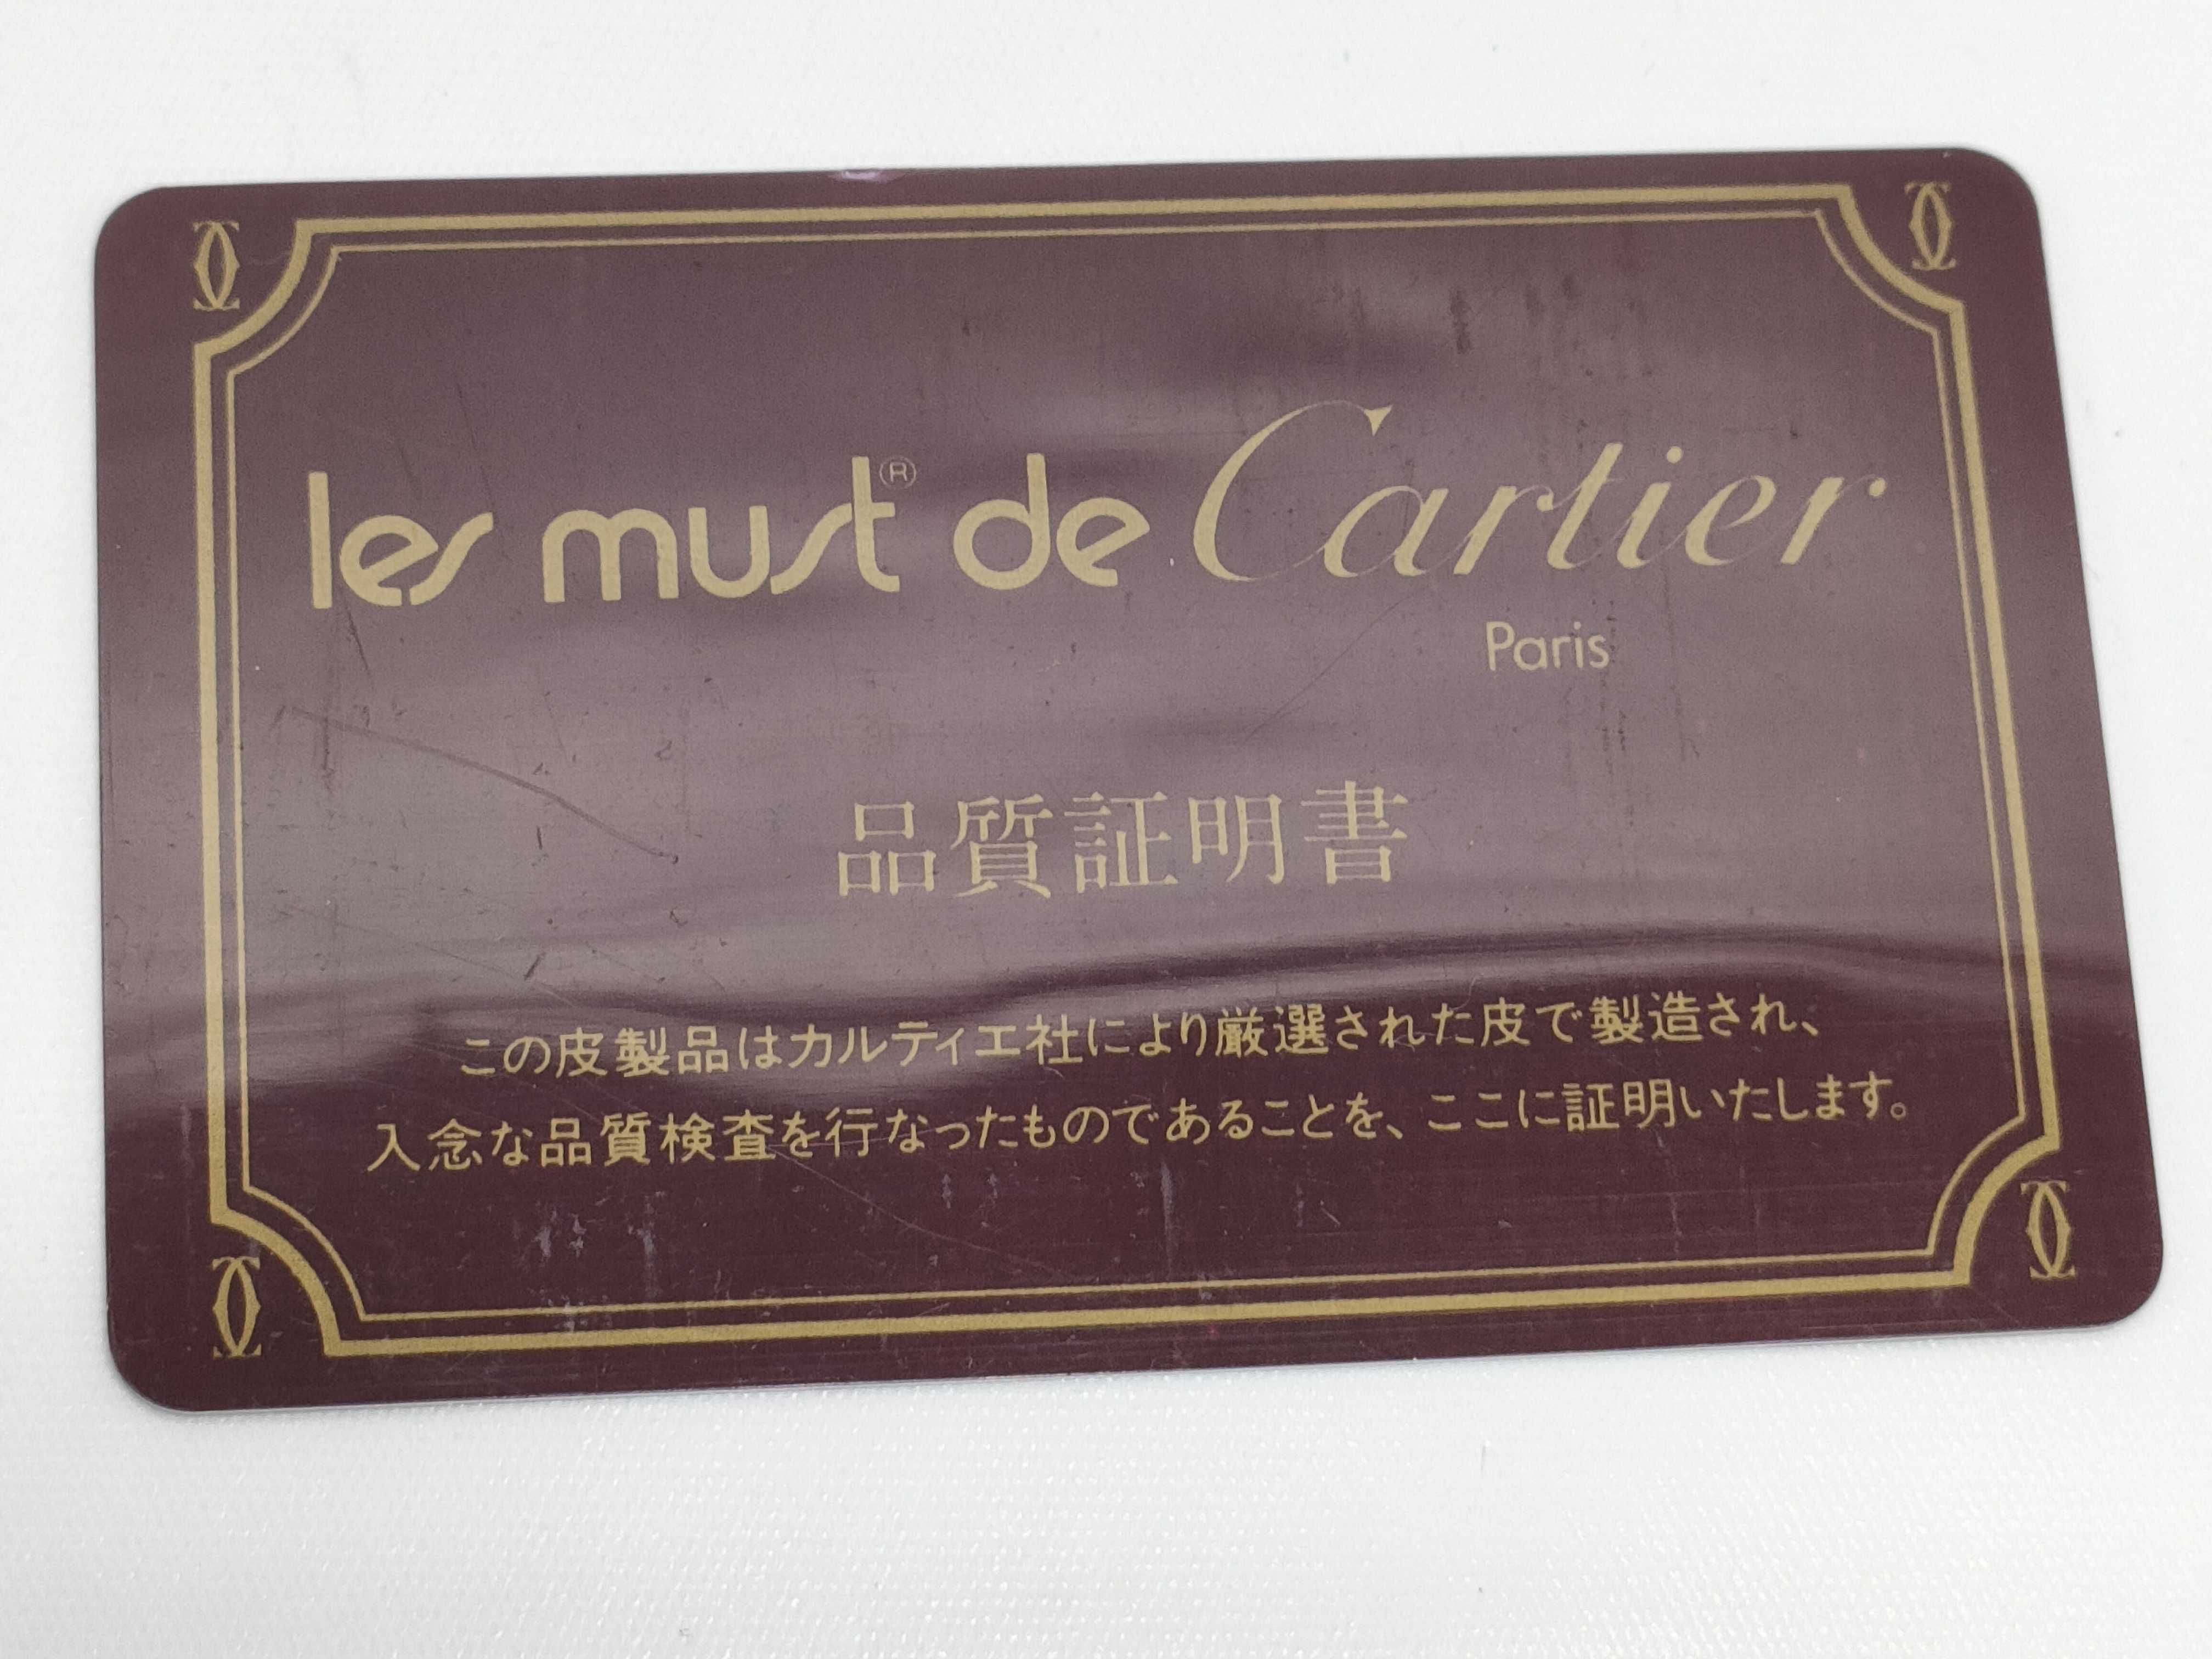 les must® de Cartier
Paris
品質証明書
この皮製品はカルティエ社により厳選された皮で製造され、
入念な品質検査を行なったものであることを、ここに証明いたします。